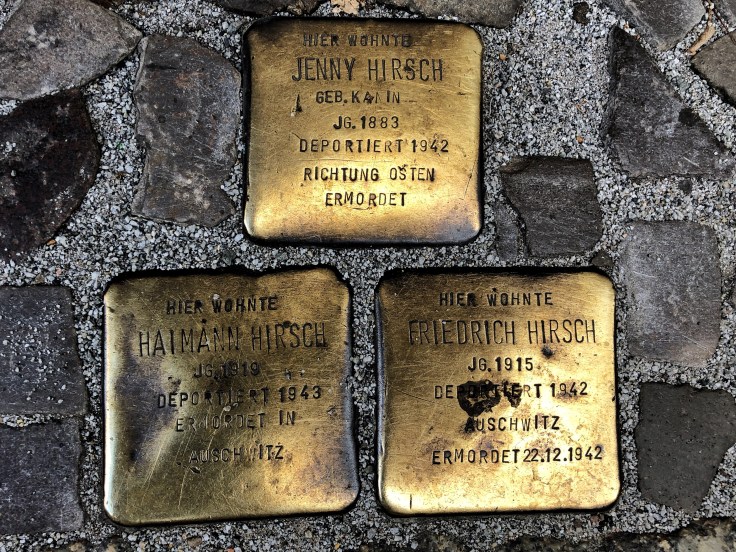 HIER WOHNTE
JENNY HIRSCH
GEB. KAMIN
JG. 1883
DEPORTIERT 1942
RICHTUNG OSTEN
ERMORDET
HIER WOHNTE
HAIMANN HIRSCH
JG. 1919
DEPORTIERT 1943
ERMORDET IN
AUSCHWITZ
HIER WOHNTE
FRIEDRICH HIRSCH
JG. 1915
DEPORTIERT 1942
AUSCHWITZ
ERMORDET 22.12.1942